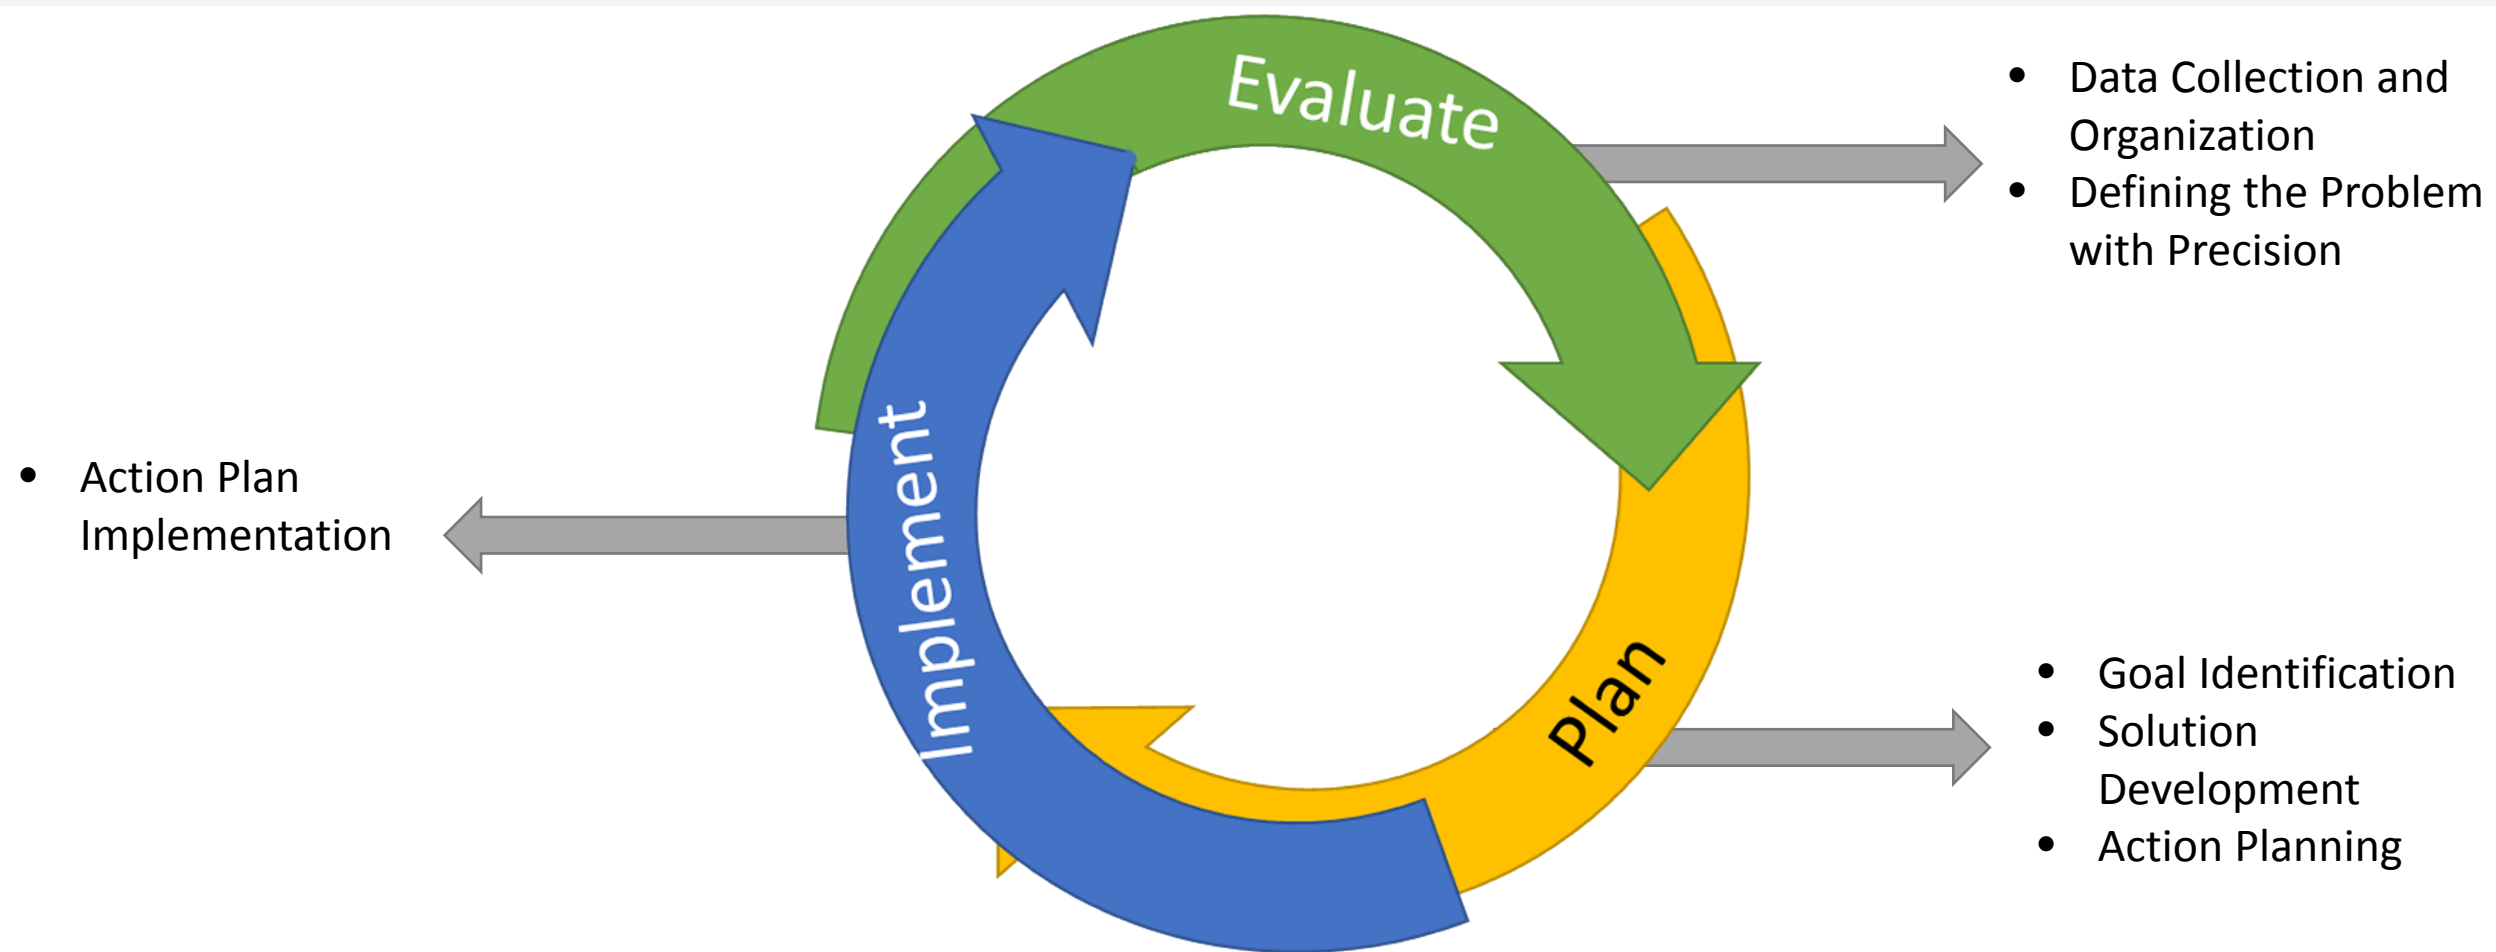 Evaluate
• Data Collection and
Organization
• Defining the Problem
with Precision
Implement
• Action Plan
Implementation
Plan
• Goal Identification
• Solution
Development
• Action Planning